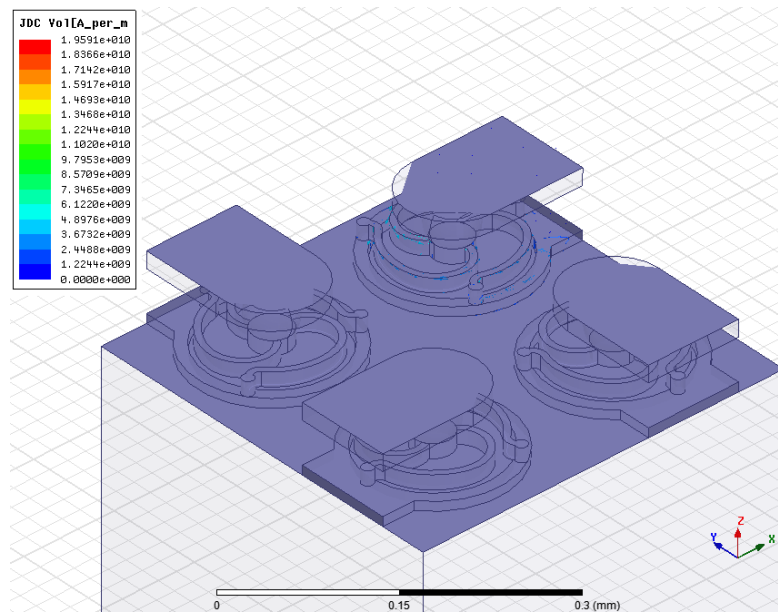 JDC Vol[A_per_m
1.9591e+010
1.8366e+010
1.7142e+010
1.5917e+010
1.4693e+010
1.3468e+010
1.2244e+010
1.1020e+010
9.7953e+009
8.5709e+009
7.3465e+009
6.1220e+009
4.8976e+009
3.6732e+009
2.4488e+009
1.2244e+009
0.0000e+000
Z
Y
X
0
0.15
0.3 (mm)